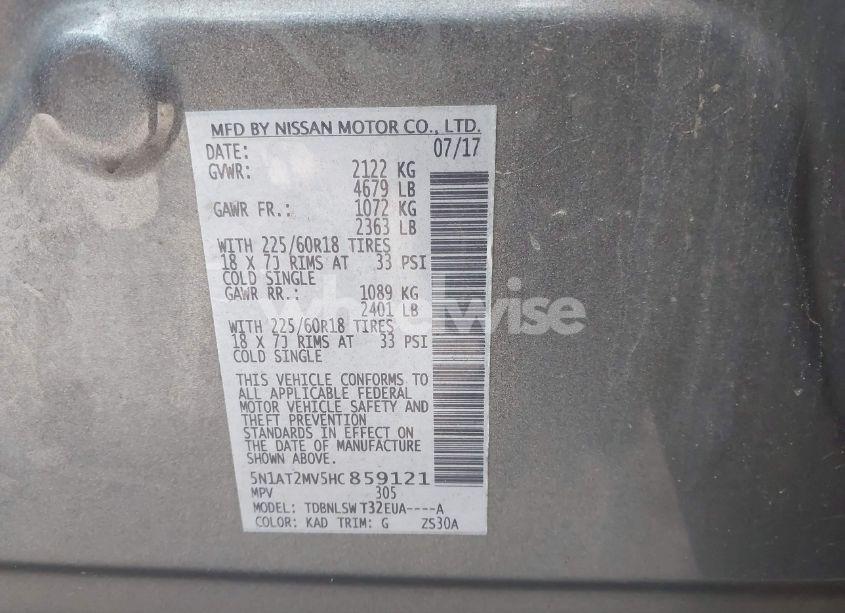 MFD BY NISSAN MOTOR CO., LTD.
DATE: 07/17
GVWR: 2122 KG
4679 LB
GAWR FR.: 1072 KG
2363 LB
WITH 225/60R18 TIRES
18 X 7J RIMS AT 33 PSI
COLD SINGLE
GAWR RR.: 1089 KG
2401 LB
WITH 225/60R18 TIRES
18 X 7J RIMS AT 33 PSI
COLD SINGLE
THIS VEHICLE CONFORMS TO
ALL APPLICABLE FEDERAL
MOTOR VEHICLE SAFETY AND
THEFT PREVENTION
STANDARDS IN EFFECT ON
THE DATE OF MANUFACTURE
SHOWN ABOVE.
5N1AT2MV5HC859121
MPV 305
MODEL: TDBNLSW T32EUA----A
COLOR: KAD TRIM: G ZS30A
wheelwise